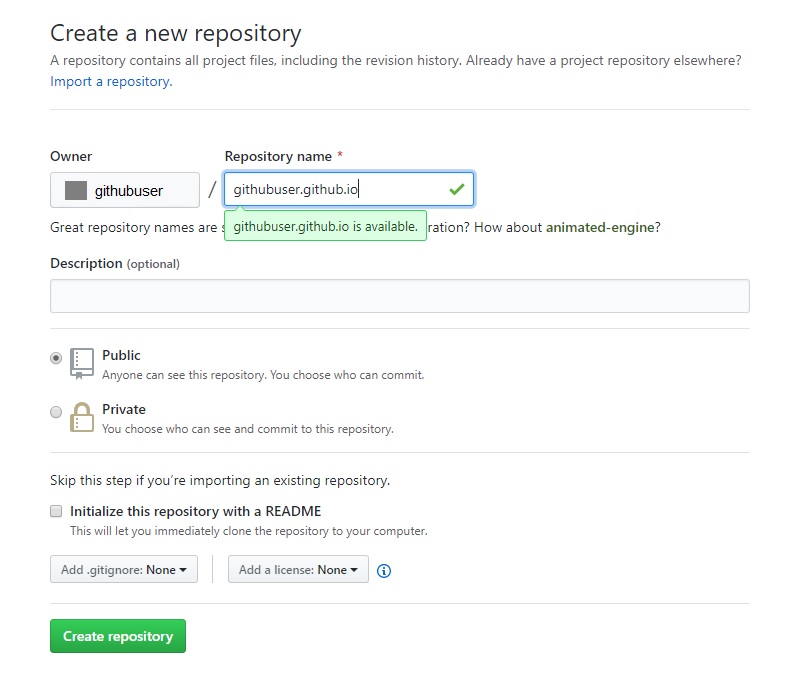 Create a new repository
A repository contains all project files, including the revision history. Already have a project repository elsewhere?
Import a repository.
Owner
Repository name *
githubuser / githubuser.github.io
githubuser.github.io is available.
Great repository names are ration? How about animated-engine?
Description (optional)
Public
Anyone can see this repository. You choose who can commit.
Private
You choose who can see and commit to this repository.
Skip this step if you’re importing an existing repository.
Initialize this repository with a README
This will let you immediately clone the repository to your computer.
Add .gitignore: None
Add a license: None
Create repository